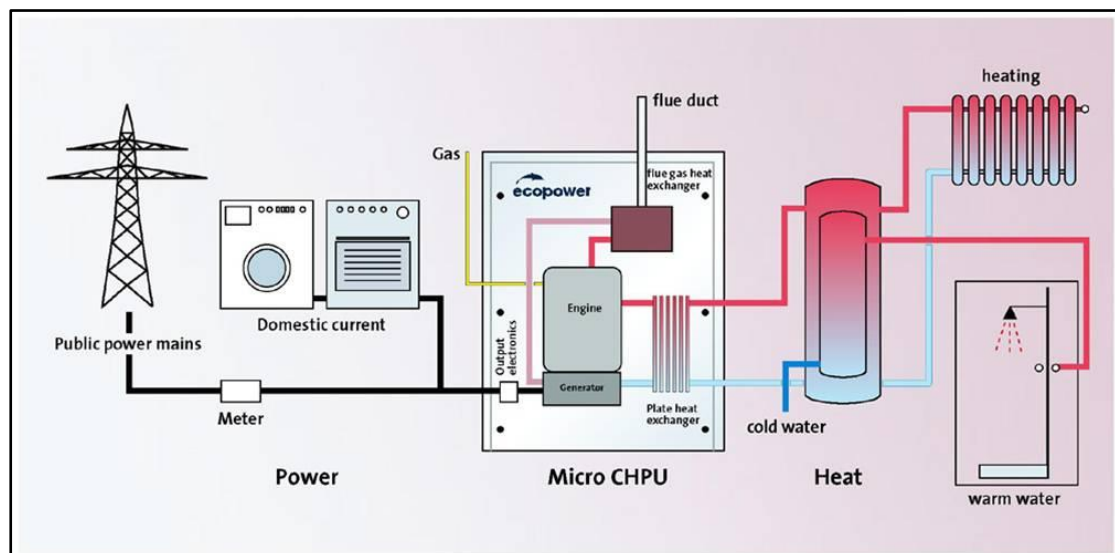 heating
flue duct
Gas
ecopower
flue gas heat
exchanger
Engine
Domestic current
Public power mains
Output
electronics
Generator
Meter
Plate heat
exchanger
cold water
Power
Micro CHPU
Heat
warm water